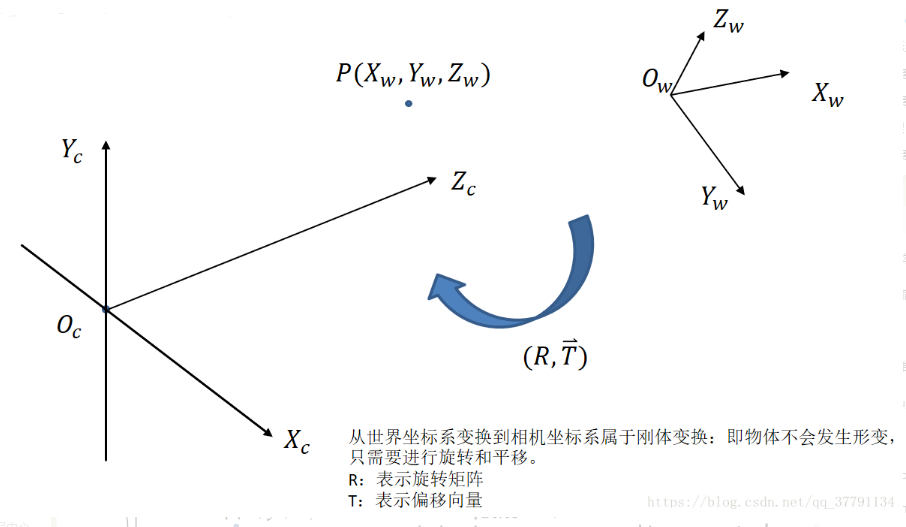 Z_w
P(X_w, Y_w, Z_w)
O_w
X_w
Y_c
Z_c
Y_w
O_c
(R, T⃗)
X_c
从世界坐标系变换到相机坐标系属于刚体变换：即物体不会发生形变，
只需要进行旋转和平移。
R：表示旋转矩阵
T：表示偏移向量
https://blog.csdn.net/qq_37791134